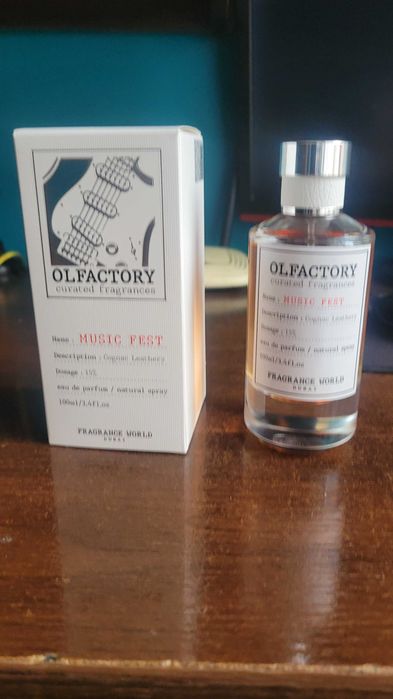 OLFACTORY
curated fragrances
Name : MUSIC FEST
Description : Cognac Leathery
Dosage : 15%
eau de parfum / natural spray
100ml/3.4fl.oz
FRAGRANCE WORLD
DUBAI
OLFACTORY
curated fragrances
Name : MUSIC FEST
Description : Cognac Leathery
Dosage : 15%
eau de parfum / natural spray
100ml/3.4fl.oz
FRAGRANCE WORLD
DUBAI